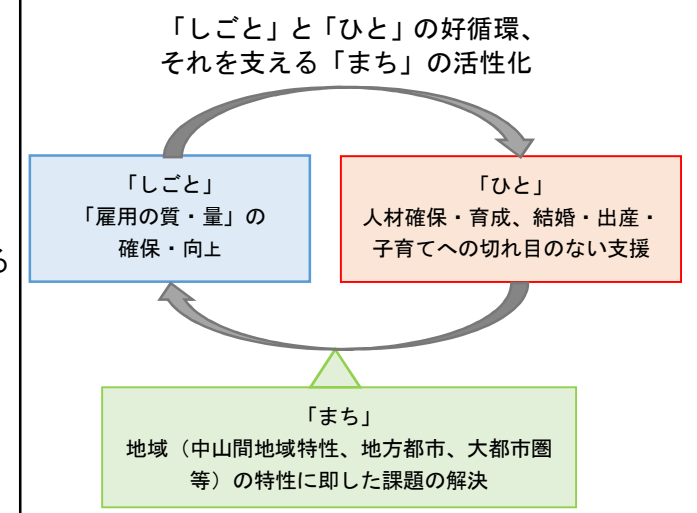 「しごと」と「ひと」の好循環、
それを支える「まち」の活性化
「しごと」
「雇用の質・量」の
確保・向上
「ひと」
人材確保・育成、結婚・出産・
子育てへの切れ目のない支援
る
「まち」
地域（中山間地域特性、地方都市、大都市圏
等）の特性に即した課題の解決